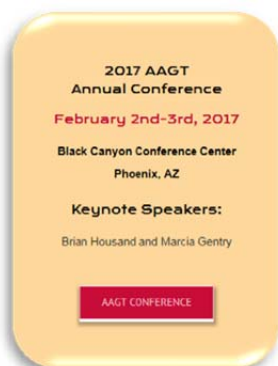 2017 AAGT
Annual Conference
February 2nd-3rd, 2017
Black Canyon Conference Center
Phoenix, AZ
Keynote Speakers:
Brian Housand and Marcia Gentry
AAGT CONFERENCE